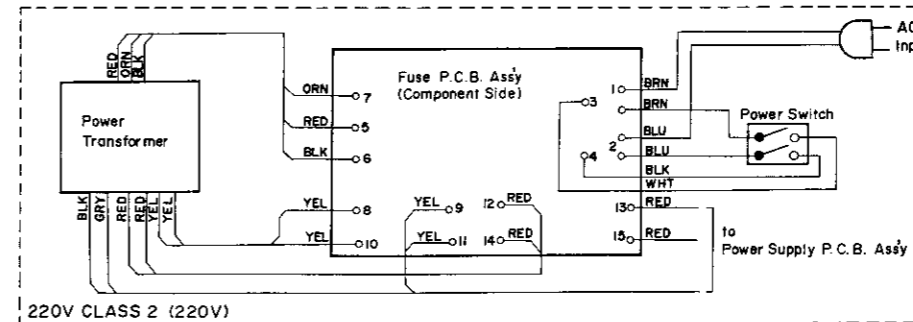 RED
ORN
BLK
Power
Transformer
BLK
GRY
RED
RED
YEL
YEL
Fuse P.C.B. Ass'y
(Component Side)
ORN
7
RED
5
BLK
6
YEL
8
YEL
10
YEL 9
YEL 11
12 RED
14 RED
3
4
1
BRN
BRN
BLU
2
BLU
BLK
WHT
13 RED
15 RED
Power Switch
to
Power Supply P.C.B. Ass'y
220V CLASS 2 (220V)